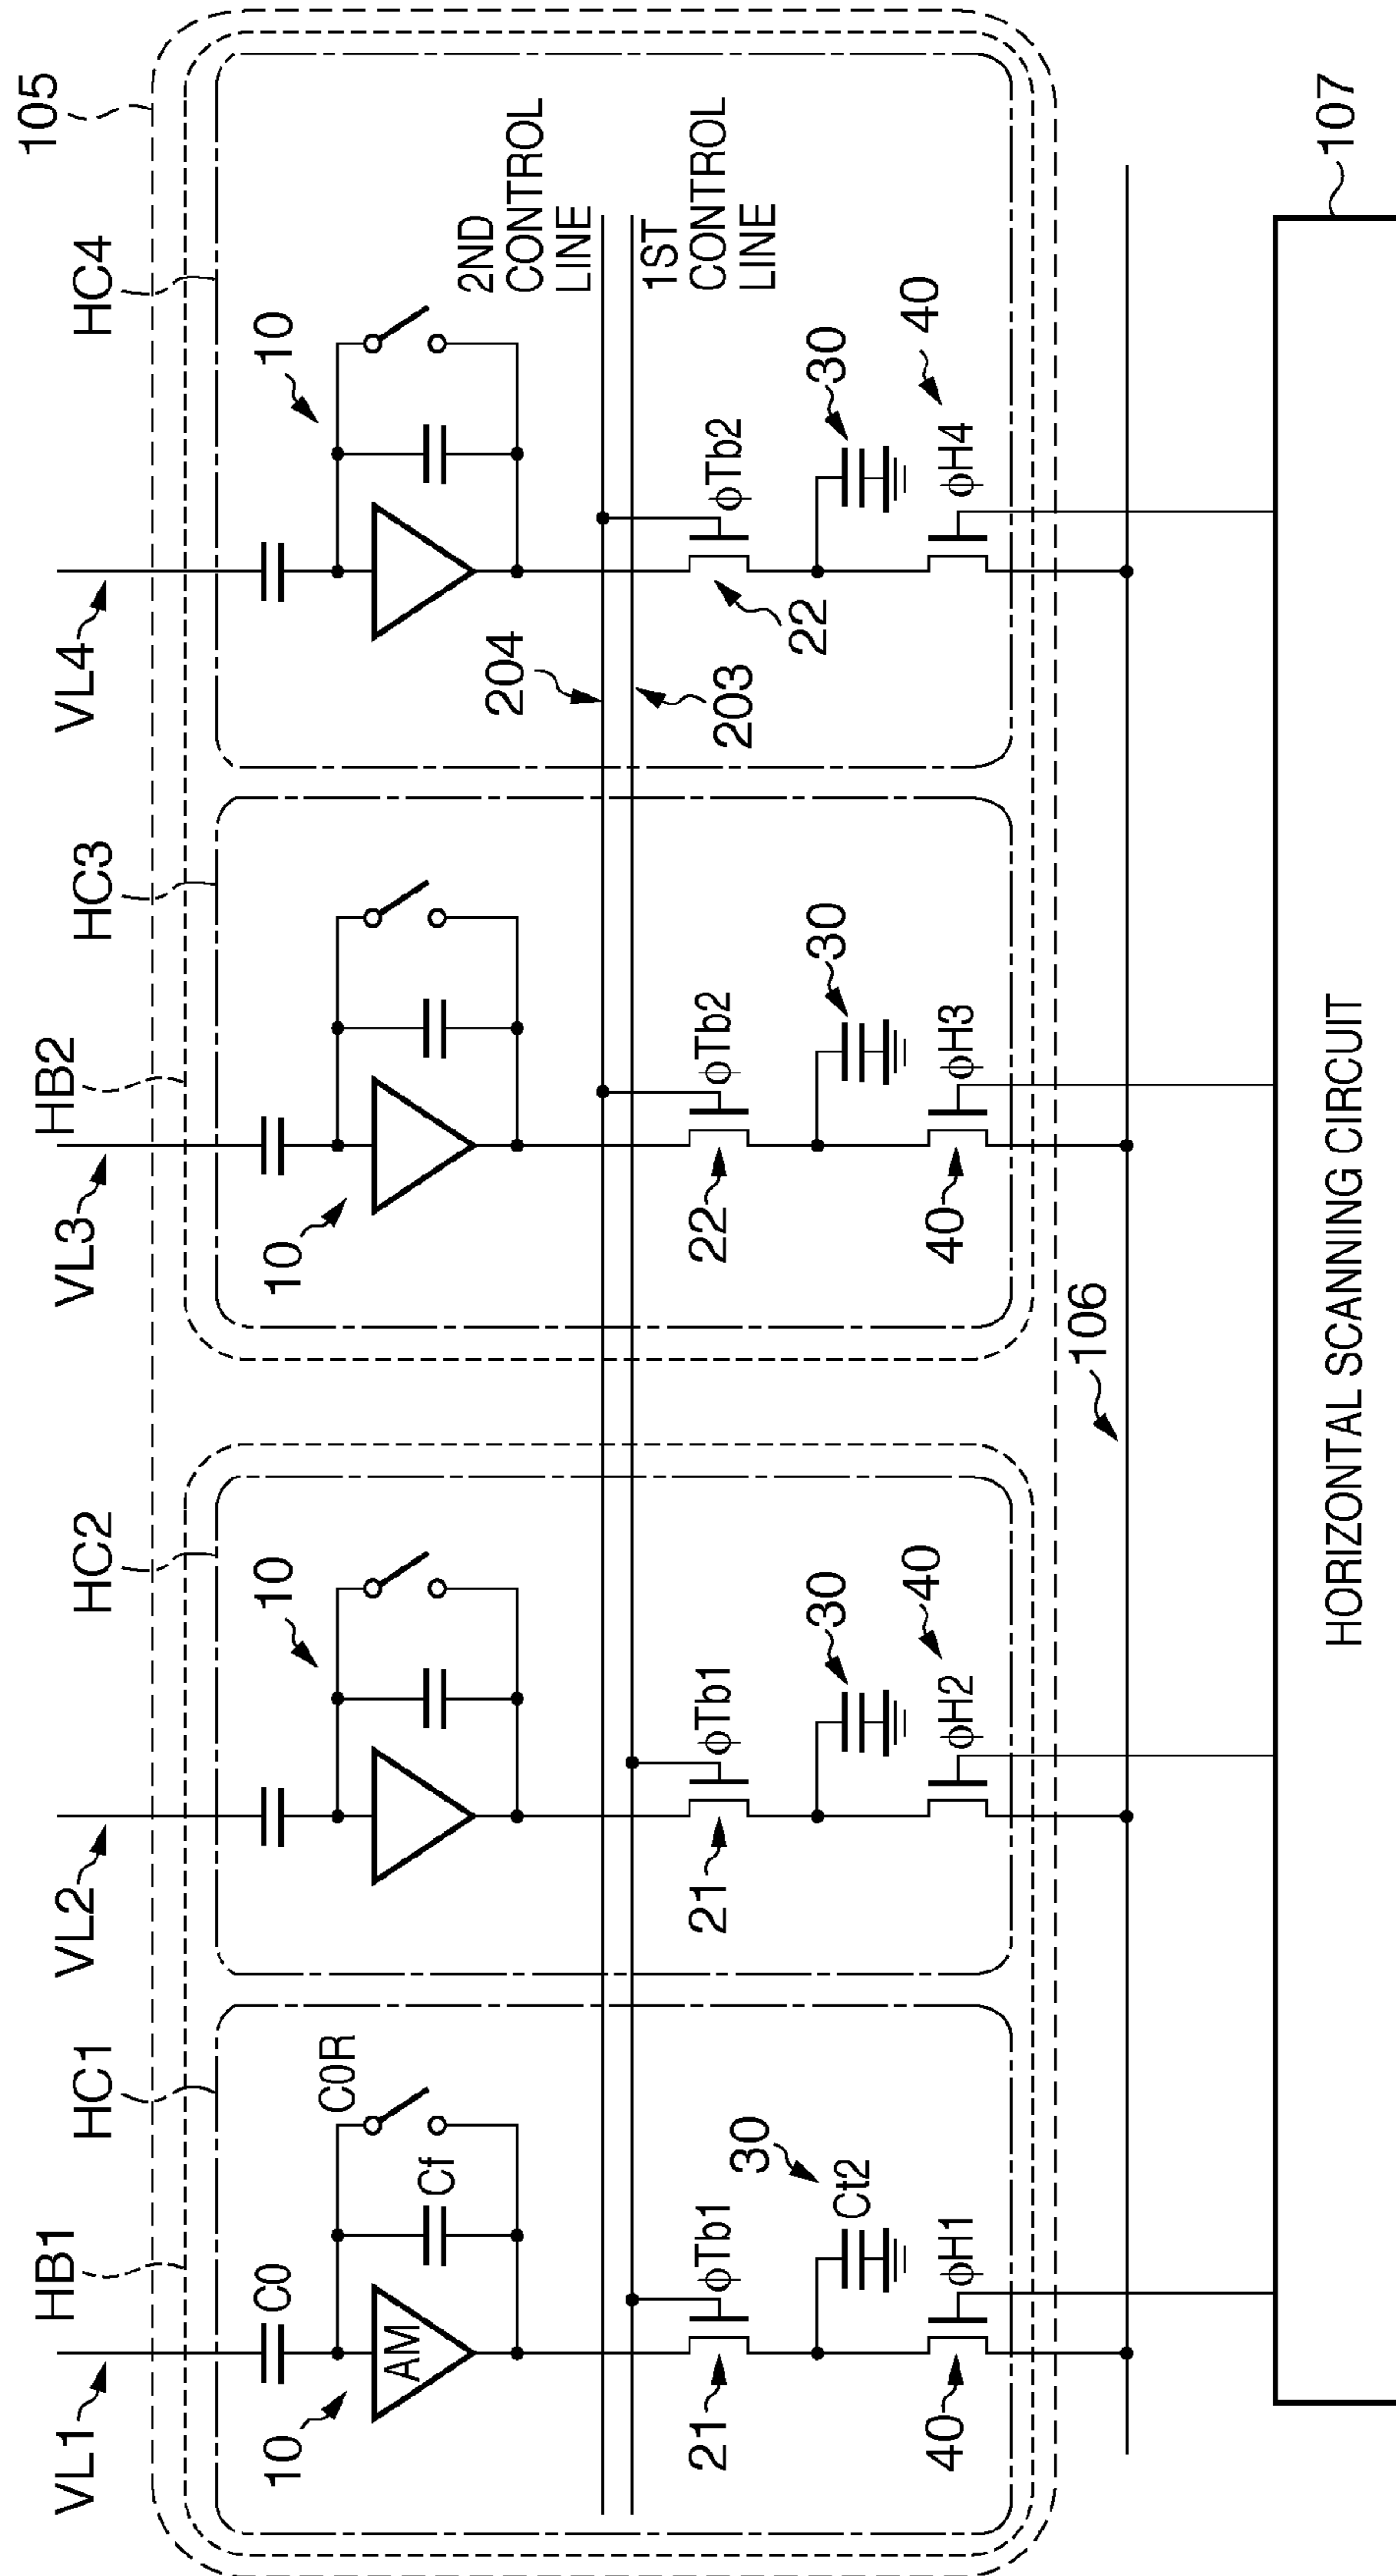 105
HB1
HC1
HC2
HB2
HC3
HC4
VL1
VL2
VL3
VL4
C0
C0R
10
AM
Cf
10
10
10
2ND
CONTROL
LINE
204
203
1ST
CONTROL
LINE
21
ϕTb1
21
ϕTb1
22
ϕTb2
22
ϕTb2
30
Ct2
30
30
30
40
ϕH1
40
ϕH2
40
ϕH3
40
ϕH4
106
107
HORIZONTAL SCANNING CIRCUIT